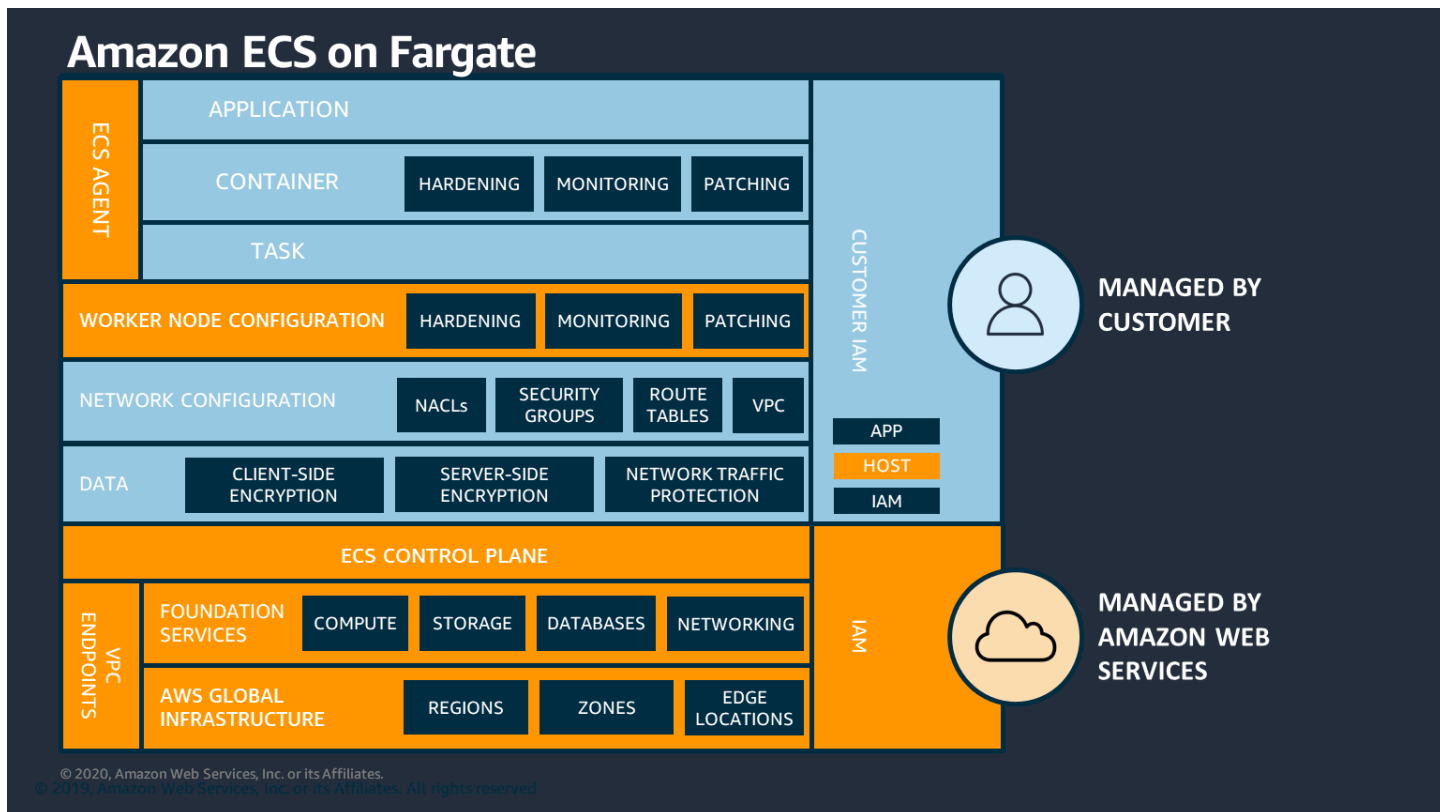 Amazon ECS on Fargate
ECS AGENT
APPLICATION
CONTAINER
HARDENING
MONITORING
PATCHING
TASK
WORKER NODE CONFIGURATION
HARDENING
MONITORING
PATCHING
NETWORK CONFIGURATION
NACLs
SECURITY
GROUPS
ROUTE
TABLES
VPC
DATA
CLIENT-SIDE
ENCRYPTION
SERVER-SIDE
ENCRYPTION
NETWORK TRAFFIC
PROTECTION
CUSTOMER IAM
APP
HOST
IAM
MANAGED BY
CUSTOMER
ECS CONTROL PLANE
VPC
ENDPOINTS
FOUNDATION
SERVICES
COMPUTE
STORAGE
DATABASES
NETWORKING
AWS GLOBAL
INFRASTRUCTURE
REGIONS
ZONES
EDGE
LOCATIONS
IAM
MANAGED BY
AMAZON WEB
SERVICES
© 2020, Amazon Web Services, Inc. or its Affiliates.
© 2019, Amazon Web Services, Inc. or its Affiliates. All rights reserved